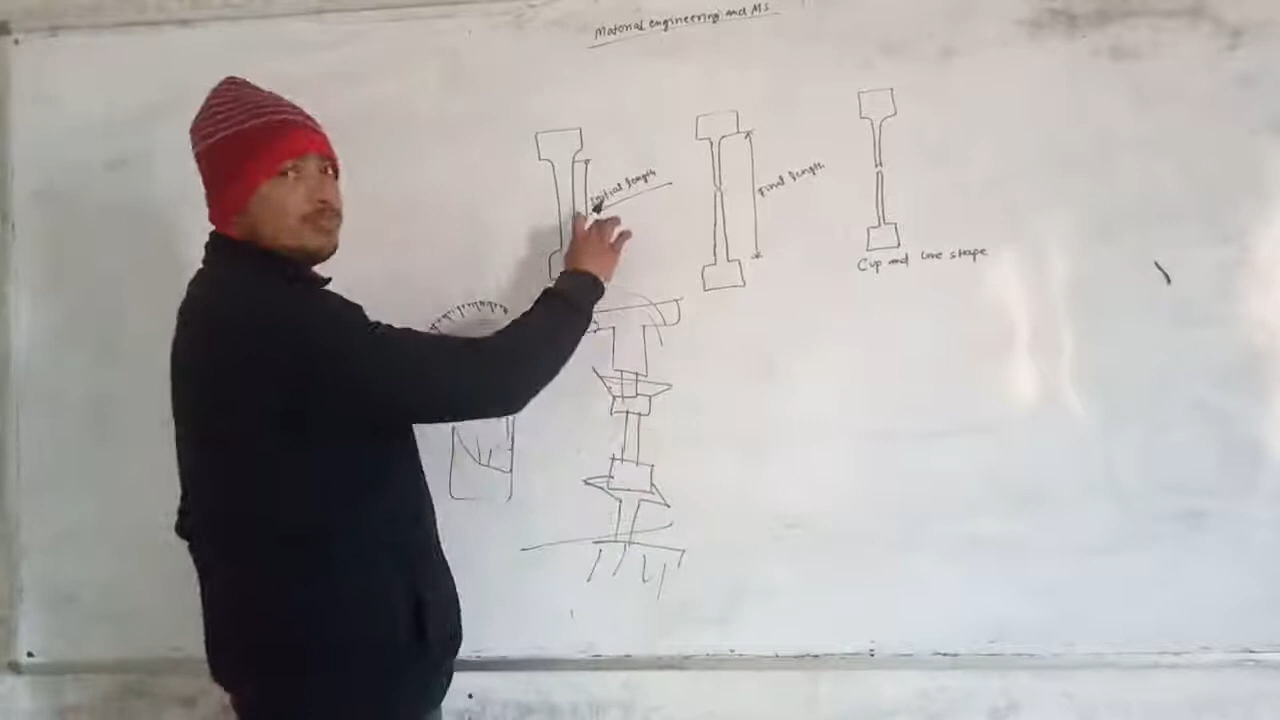 Material engineering and MS
Initial length
Final length
Cup and cone shape